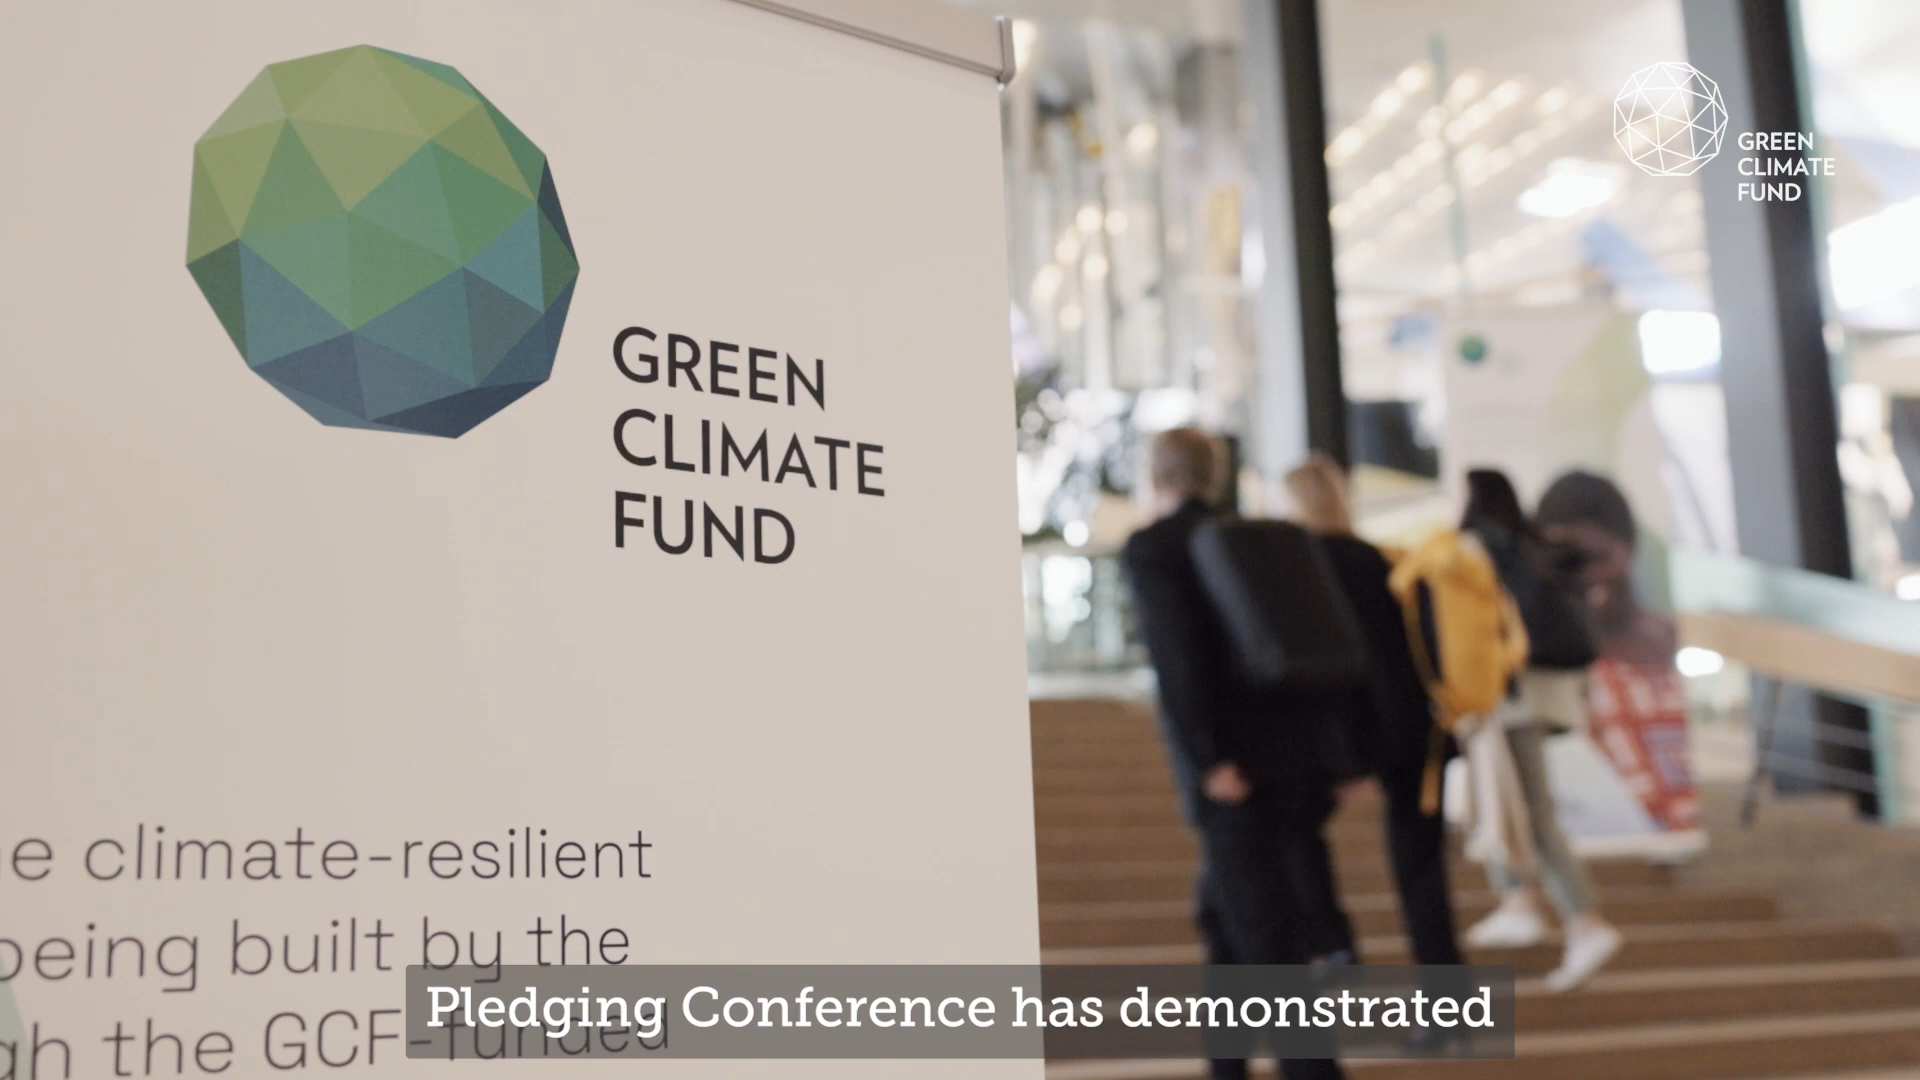 GREEN
CLIMATE
FUND
GREEN
CLIMATE
FUND
climate-resilient
being built by the
the GCF-funded
Pledging Conference has demonstrated